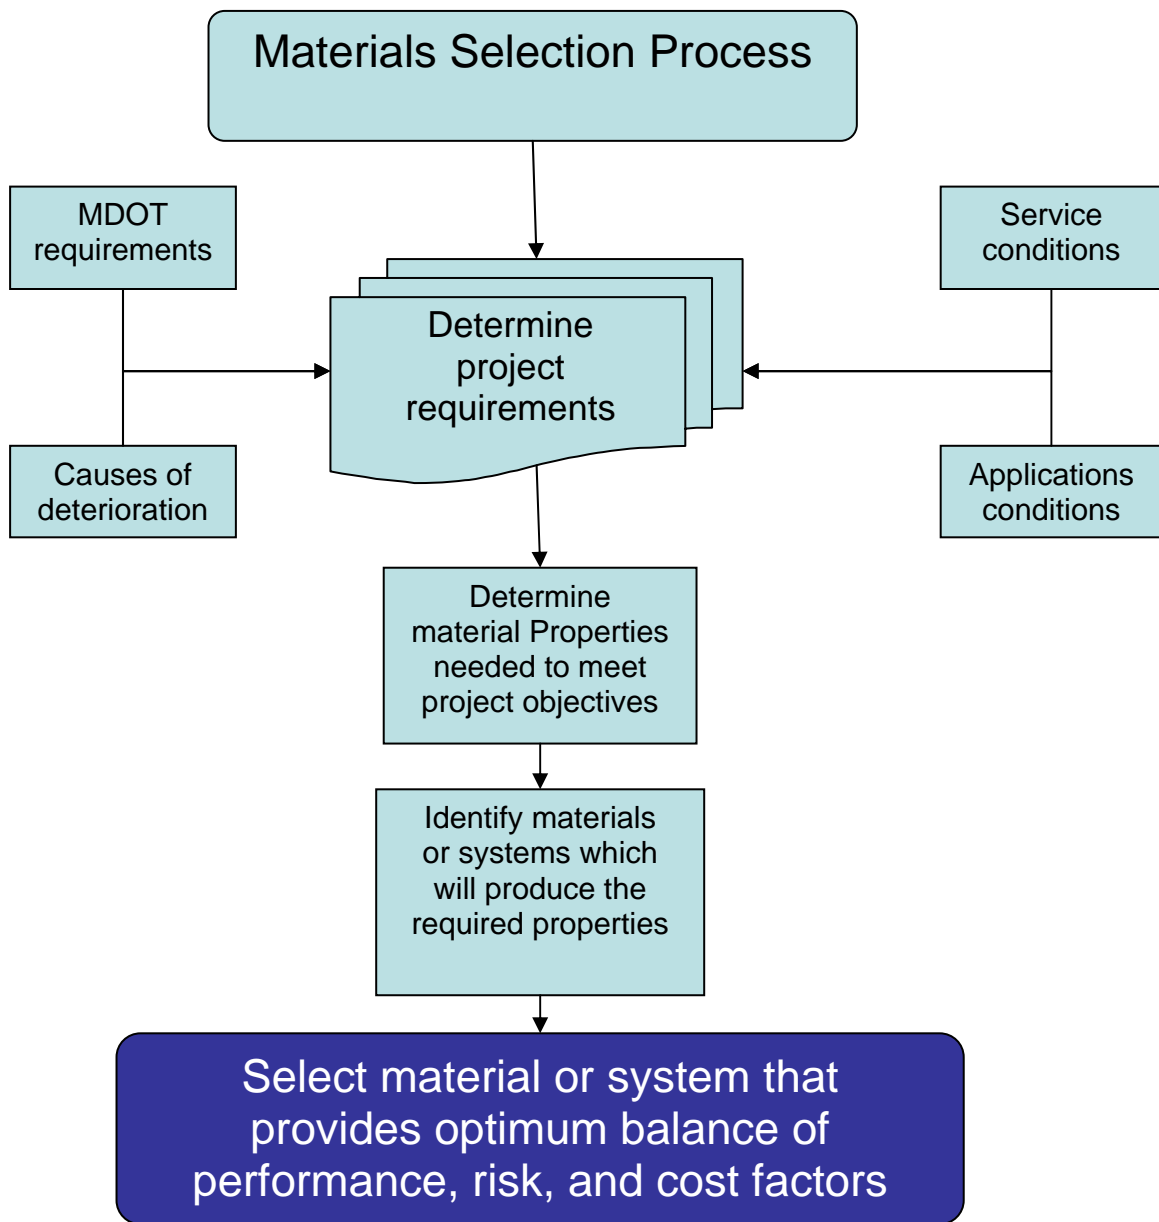 Materials Selection Process
MDOT
requirements
Service
conditions
Determine
project
requirements
Causes of
deterioration
Applications
conditions
Determine
material Properties
needed to meet
project objectives
Identify materials
or systems which
will produce the
required properties
Select material or system that
provides optimum balance of
performance, risk, and cost factors